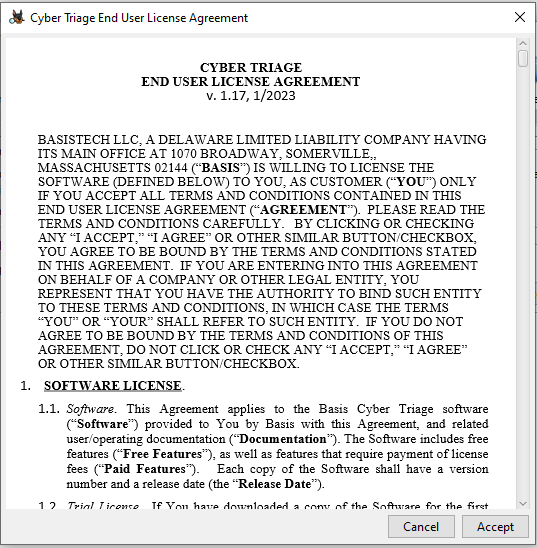 Cyber Triage End User License Agreement
CYBER TRIAGE
END USER LICENSE AGREEMENT
v. 1.17, 1/2023
BASISTECH LLC, A DELAWARE LIMITED LIABILITY COMPANY HAVING
ITS MAIN OFFICE AT 1070 BROADWAY, SOMERVILLE,,
MASSACHUSETTS 02144 (“BASIS”) IS WILLING TO LICENSE THE
SOFTWARE (DEFINED BELOW) TO YOU, AS CUSTOMER (“YOU”) ONLY
IF YOU ACCEPT ALL TERMS AND CONDITIONS CONTAINED IN THIS
END USER LICENSE AGREEMENT (“AGREEMENT”). PLEASE READ THE
TERMS AND CONDITIONS CAREFULLY. BY CLICKING OR CHECKING
ANY “I ACCEPT,” “I AGREE” OR OTHER SIMILAR BUTTON/CHECKBOX,
YOU AGREE TO BE BOUND BY THE TERMS AND CONDITIONS STATED
IN THIS AGREEMENT. IF YOU ARE ENTERING INTO THIS AGREEMENT
ON BEHALF OF A COMPANY OR OTHER LEGAL ENTITY, YOU
REPRESENT THAT YOU HAVE THE AUTHORITY TO BIND SUCH ENTITY
TO THESE TERMS AND CONDITIONS, IN WHICH CASE THE TERMS
“YOU” OR “YOUR” SHALL REFER TO SUCH ENTITY. IF YOU DO NOT
AGREE TO BE BOUND BY THE TERMS AND CONDITIONS OF THIS
AGREEMENT, DO NOT CLICK OR CHECK ANY “I ACCEPT,” “I AGREE”
OR OTHER SIMILAR BUTTON/CHECKBOX.
1. SOFTWARE LICENSE.
1.1. Software. This Agreement applies to the Basis Cyber Triage software
(“Software”) provided to You by Basis with this Agreement, and related
user/operating documentation (“Documentation”). The Software includes free
features (“Free Features”), as well as features that require payment of license
fees (“Paid Features”). Each copy of the Software shall have a version
number and a release date (the “Release Date”).
1.2. Trial License. If You have downloaded a copy of the Software for the first
Cancel
Accept